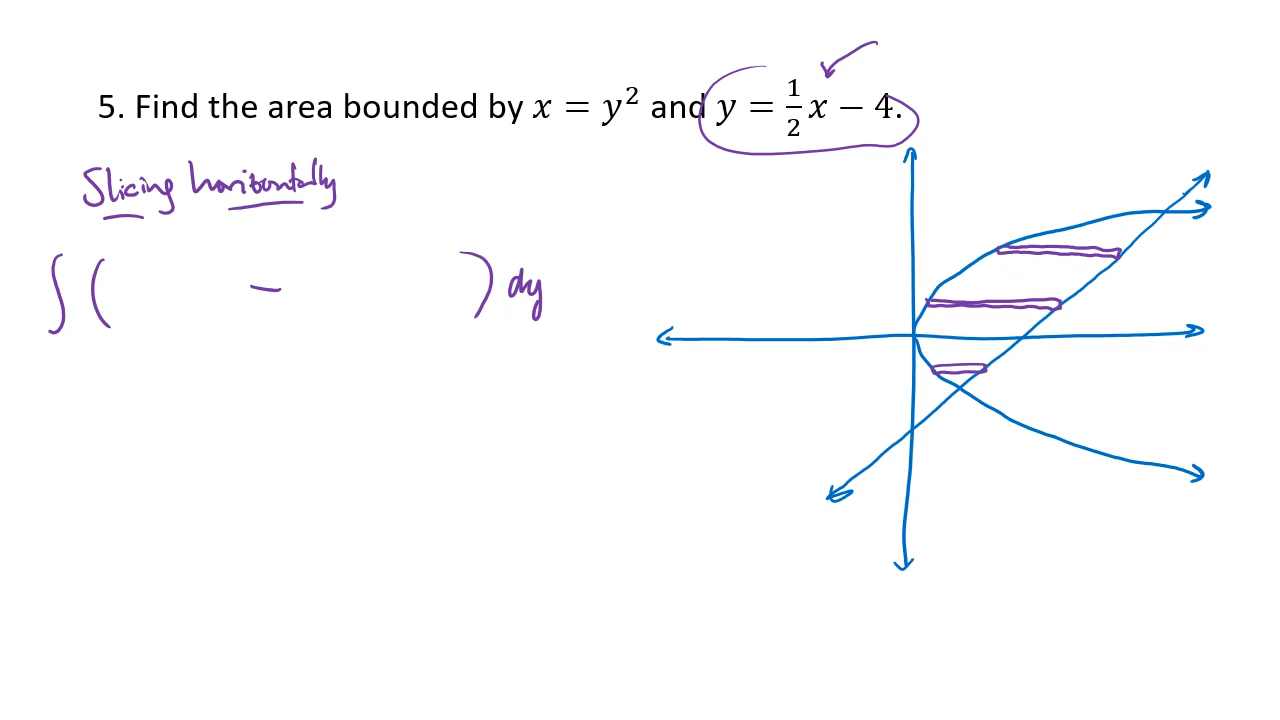 5. Find the area bounded by x = y² and y = ½x − 4.
Slicing horizontally
∫( − ) dy